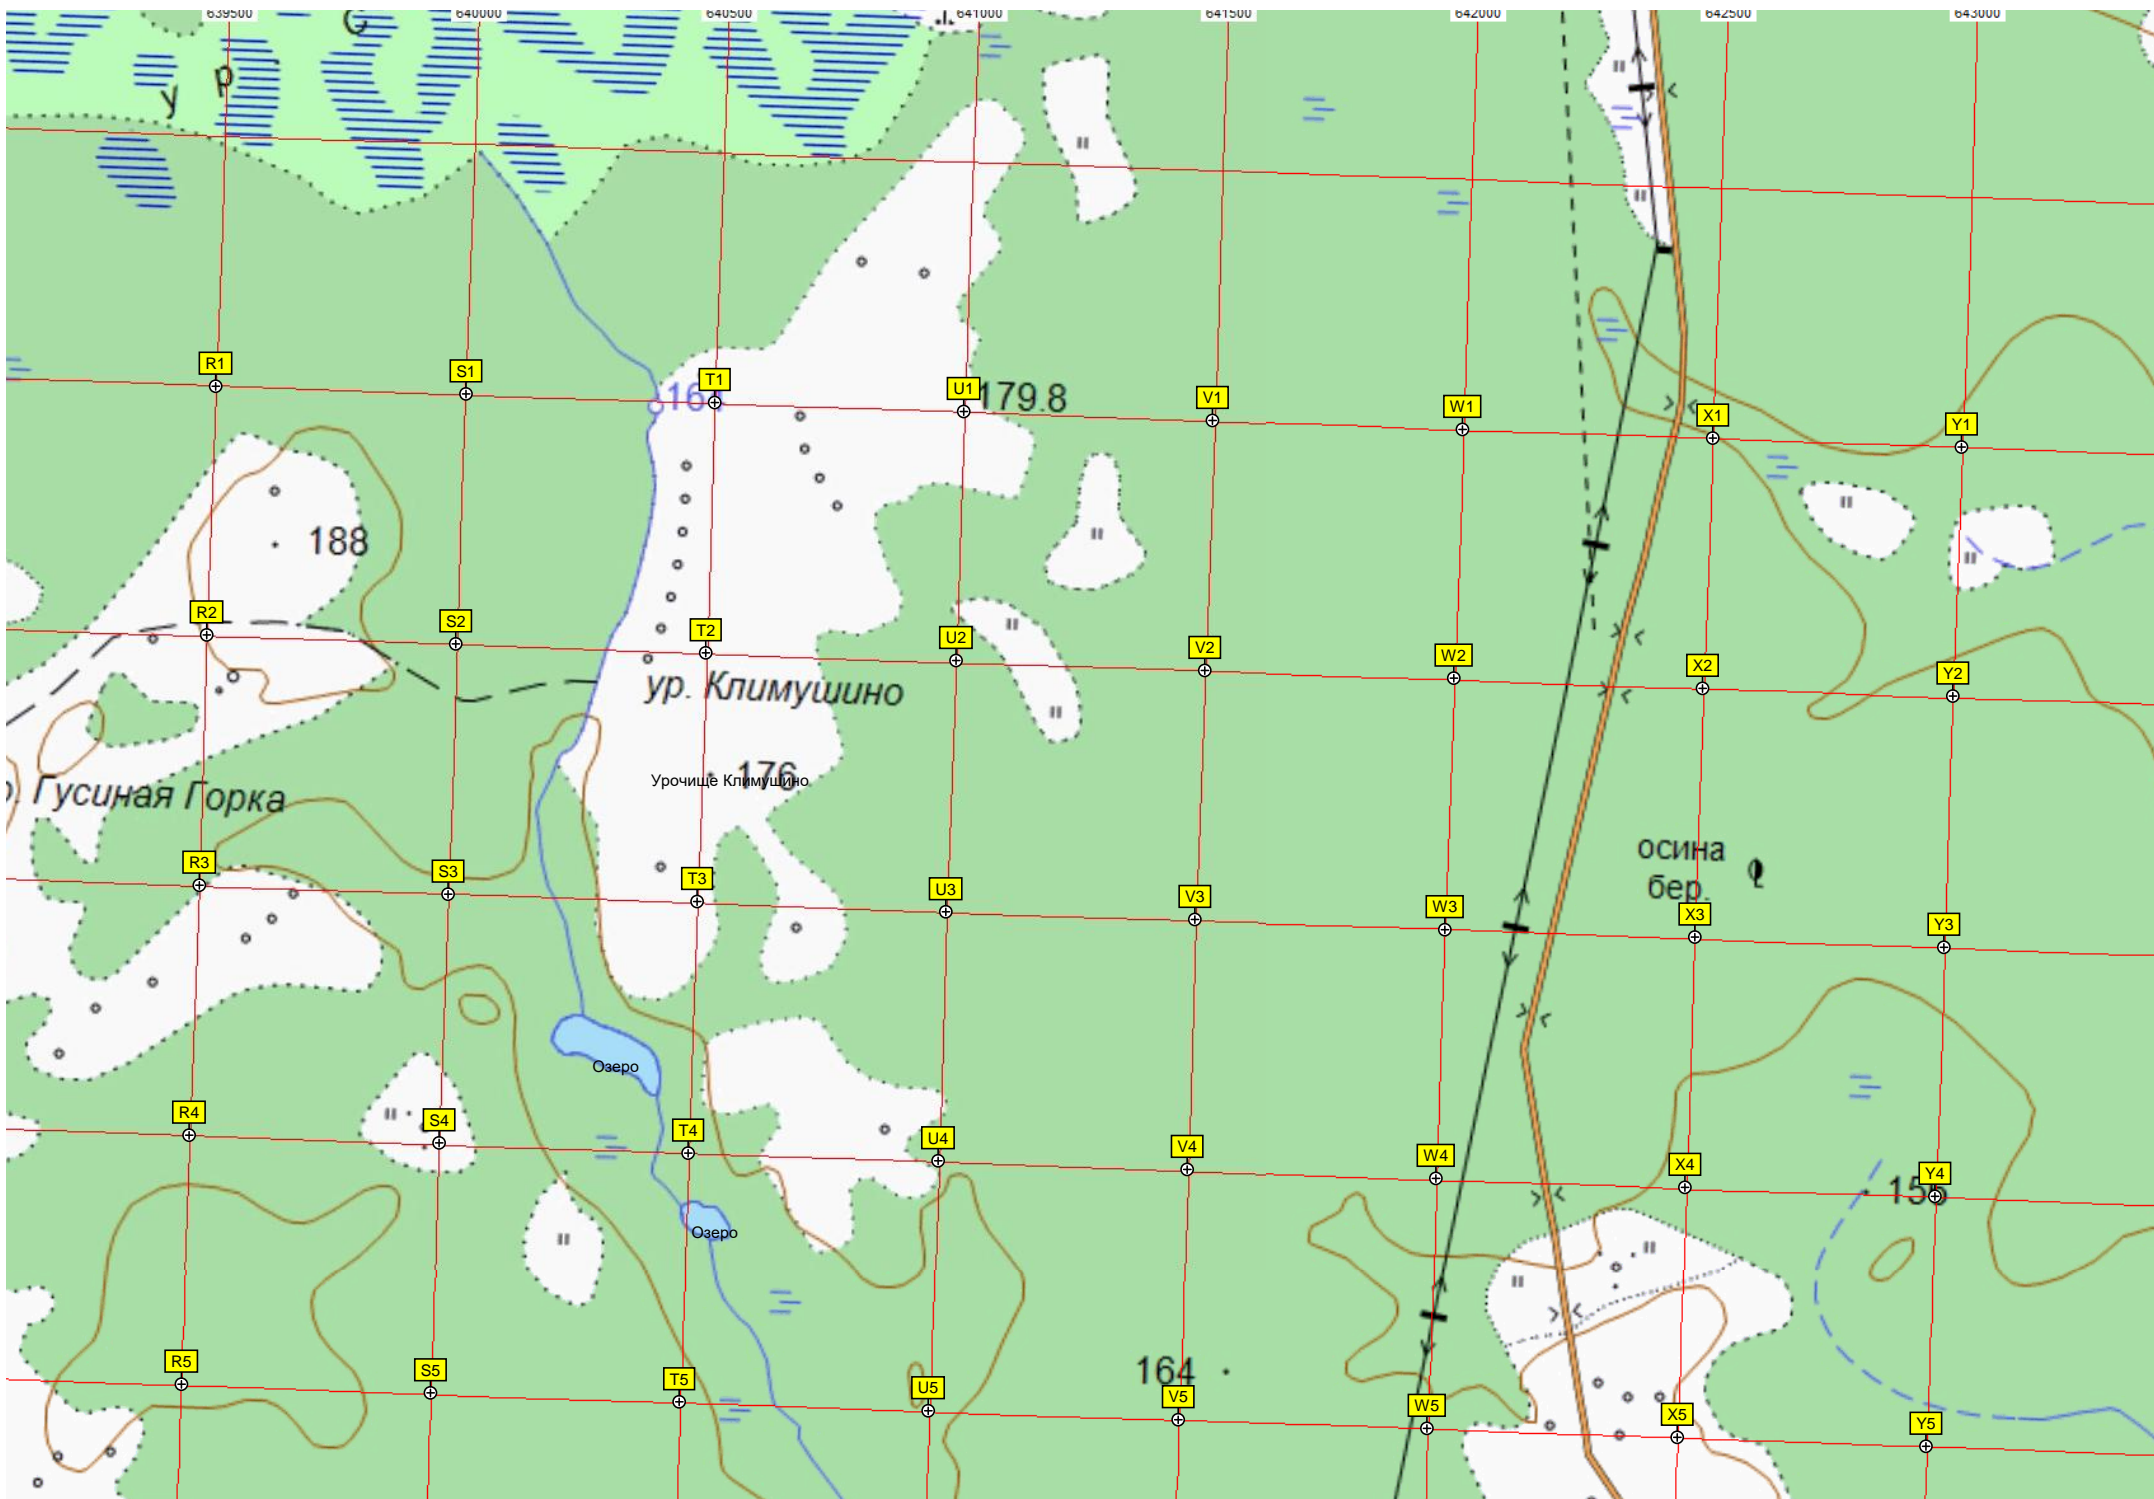 639500 640000 640500 641000 641500 642000 642500 643000
С
у р
R1 S1 T1 U1 V1 W1 X1 Y1
179.8
188
R2 S2 T2 U2 V2 W2 X2 Y2
ур. Климушино
176
Урочище Климушино
Гусиная Горка
осина
бер.
R3 S3 T3 U3 V3 W3 X3 Y3
Озеро
R4 S4 T4 U4 V4 W4 X4 Y4
Озеро
164
R5 S5 T5 U5 V5 W5 X5 Y5